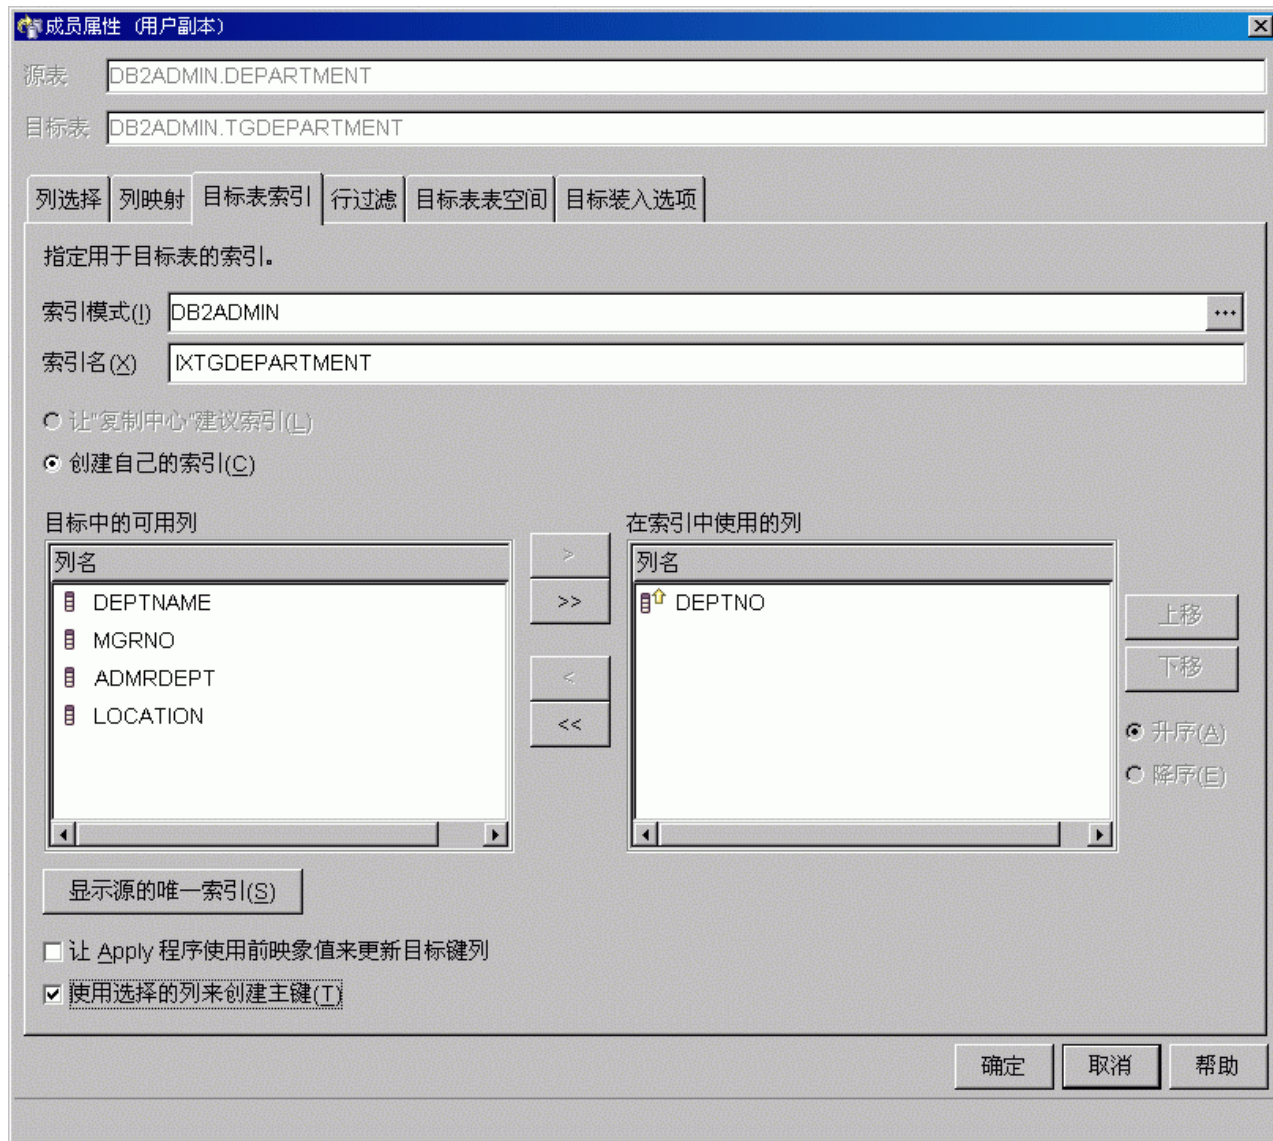 成员属性（用户副本）
源表 DB2ADMIN.DEPARTMENT
目标表 DB2ADMIN.TGDEPARTMENT
列选择 列映射 目标表索引 行过滤 目标表表空间 目标装入选项
指定用于目标表的索引。
索引模式(I) DB2ADMIN ...
索引名(X) IXTGDEPARTMENT
让"复制中心"建议索引(L)
创建自己的索引(C)
目标中的可用列
列名
DEPTNAME
MGRNO
ADMRDEPT
LOCATION
>
>>
<
<<
在索引中使用的列
列名
DEPTNO
上移
下移
升序(A)
降序(E)
显示源的唯一索引(S)
让 Apply 程序使用前映象值来更新目标键列
使用选择的列来创建主键(T)
确定 取消 帮助